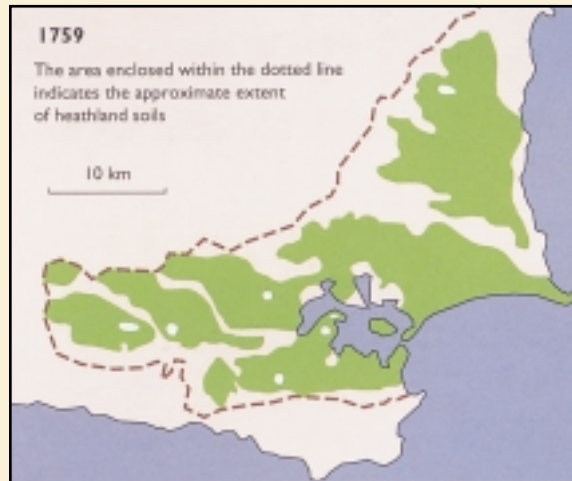 1759
The area enclosed within the dotted line
indicates the approximate extent
of heathland soils
10 km